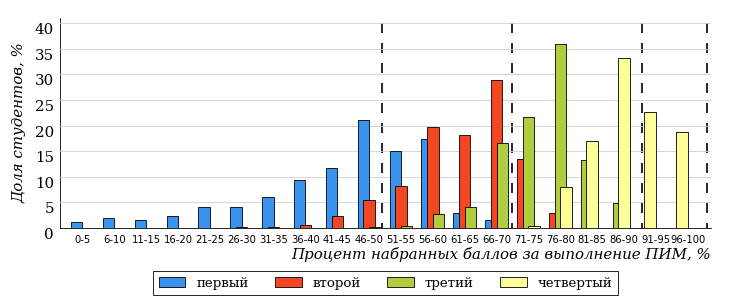 Доля студентов, %
40
35
30
25
20
15
10
5
0
0-5 6-10 11-15 16-20 21-25 26-30 31-35 36-40 41-45 46-50 51-55 56-60 61-65 66-70 71-75 76-80 81-85 86-90 91-95 96-100
Процент набранных баллов за выполнение ПИМ, %
первый второй третий четвертый